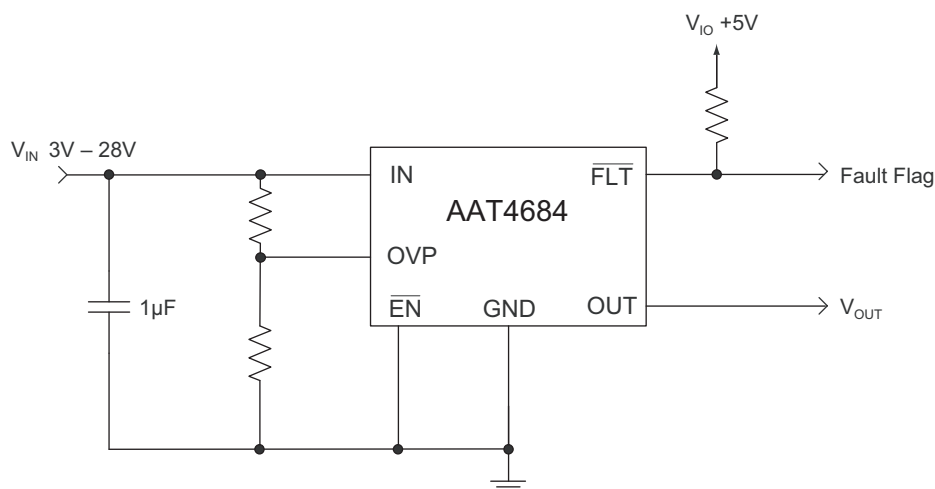 V_IO +5V
V_IN 3V – 28V
IN
FLT
Fault Flag
AAT4684
OVP
1µF
EN
GND
OUT
V_OUT